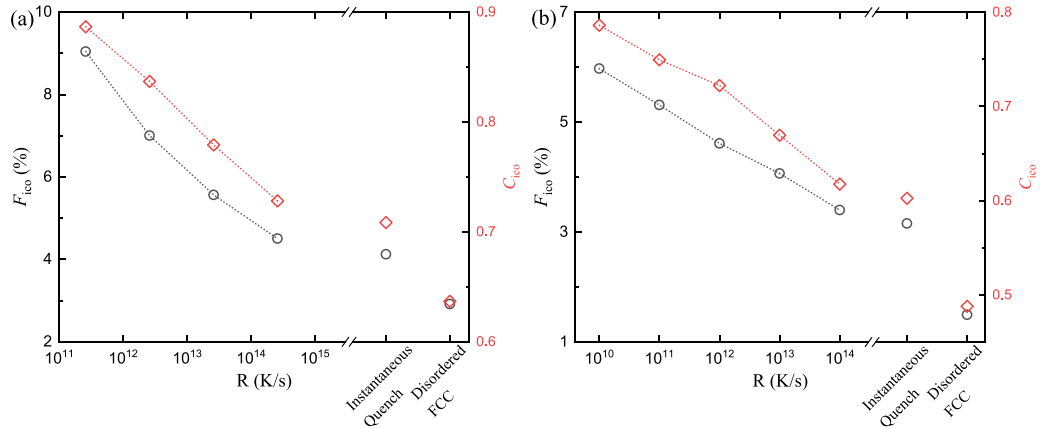 (a)
10
8
6
4
2
F_ico (%)
0.9
0.8
0.7
0.6
C_ico
10^11
10^12
10^13
10^14
10^15
R (K/s)
Instantaneous
Quench
Disordered
FCC
(b)
7
5
3
1
F_ico (%)
0.8
0.7
0.6
0.5
C_ico
10^10
10^11
10^12
10^13
10^14
R (K/s)
Instantaneous
Quench
Disordered
FCC